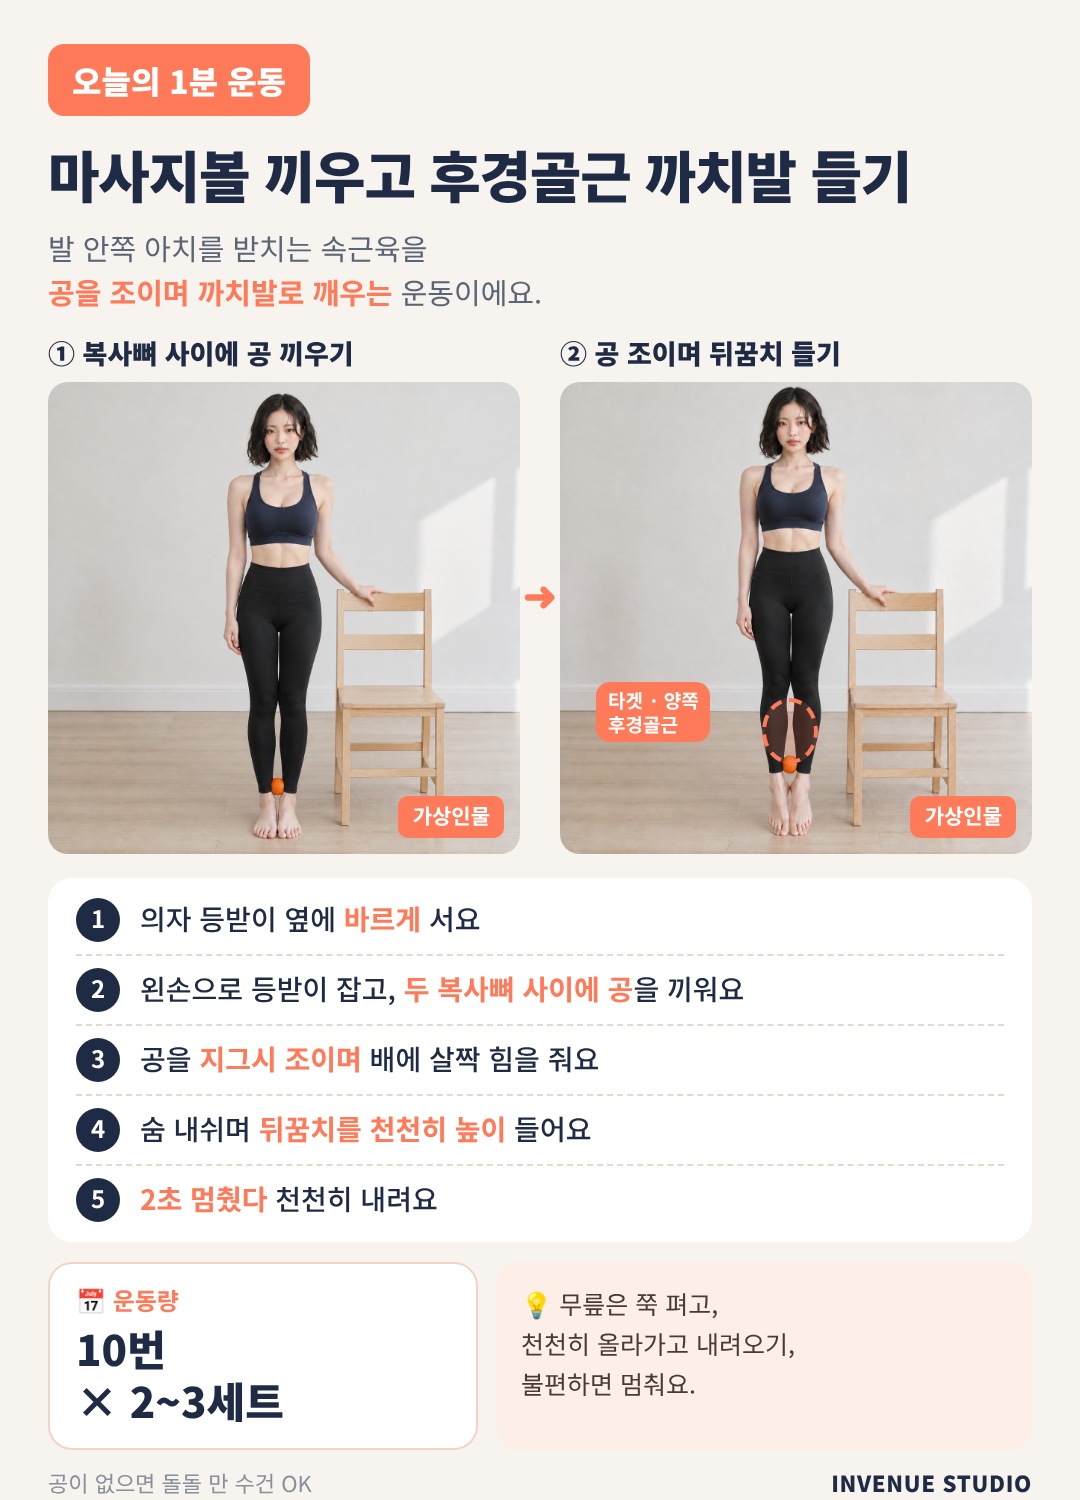 오늘의 1분 운동
마사지볼 끼우고 후경골근 까치발 들기
발 안쪽 아치를 받치는 속근육을
공을 조이며 까치발로 깨우는 운동이에요.
① 복사뼈 사이에 공 끼우기
② 공 조이며 뒤꿈치 들기
➜
타겟 · 양쪽
후경골근
가상인물
가상인물
1 의자 등받이 옆에 바르게 서요
2 왼손으로 등받이 잡고, 두 복사뼈 사이에 공을 끼워요
3 공을 지그시 조이며 배에 살짝 힘을 줘요
4 숨 내쉬며 뒤꿈치를 천천히 높이 들어요
5 2초 멈췄다 천천히 내려요
📅 운동량
10번
× 2~3세트
💡 무릎은 쭉 펴고,
천천히 올라가고 내려오기,
불편하면 멈춰요.
공이 없으면 돌돌 만 수건 OK
INVENUE STUDIO